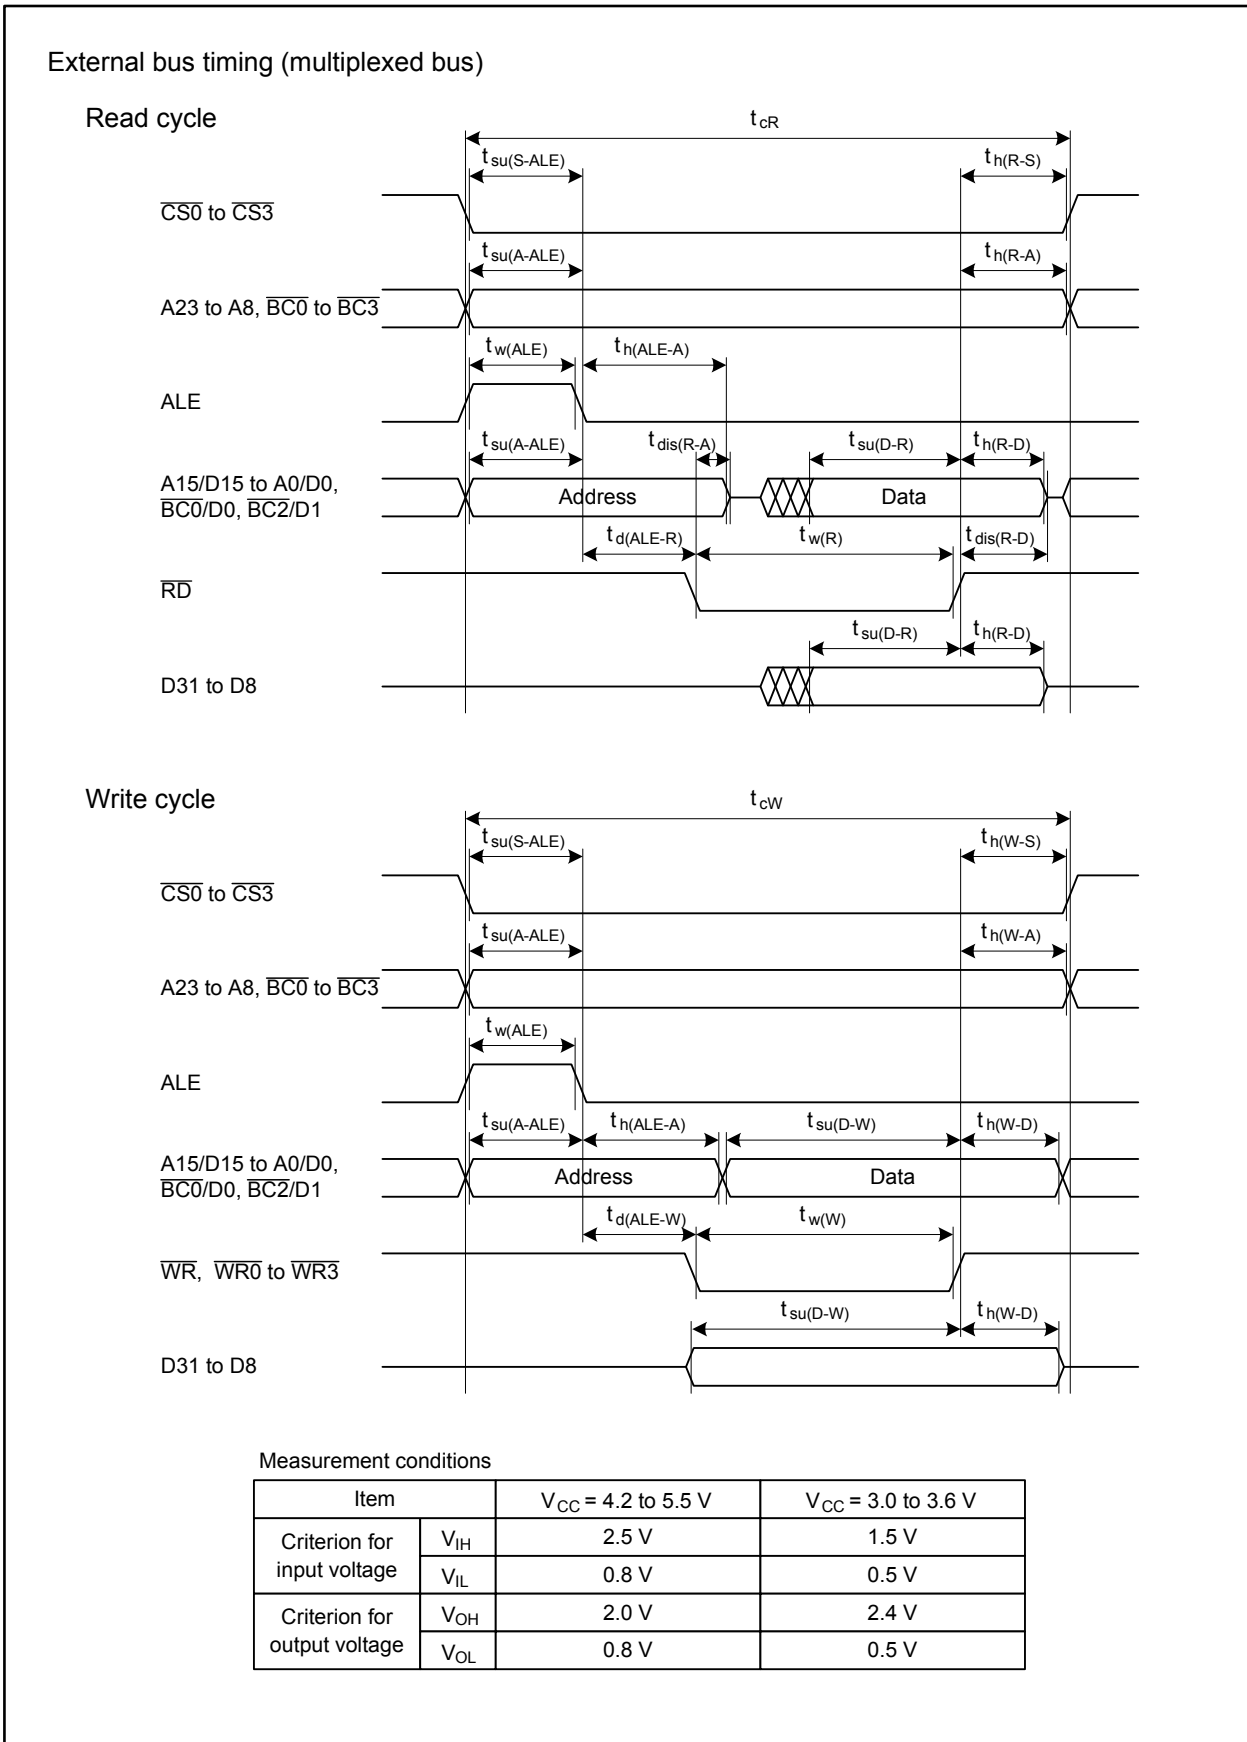 External bus timing (multiplexed bus)
Read cycle
tcR
tsu(S-ALE)
th(R-S)
CS0 to CS3
tsu(A-ALE)
th(R-A)
A23 to A8, BC0 to BC3
tw(ALE)
th(ALE-A)
ALE
tsu(A-ALE)
tdis(R-A)
tsu(D-R)
th(R-D)
A15/D15 to A0/D0,
BC0/D0, BC2/D1
Address
Data
td(ALE-R)
tw(R)
tdis(R-D)
RD
tsu(D-R)
th(R-D)
D31 to D8
Write cycle
tcW
tsu(S-ALE)
th(W-S)
CS0 to CS3
tsu(A-ALE)
th(W-A)
A23 to A8, BC0 to BC3
tw(ALE)
ALE
tsu(A-ALE)
th(ALE-A)
tsu(D-W)
th(W-D)
A15/D15 to A0/D0,
BC0/D0, BC2/D1
Address
Data
td(ALE-W)
tw(W)
WR, WR0 to WR3
tsu(D-W)
th(W-D)
D31 to D8
Measurement conditions
Item VCC = 4.2 to 5.5 V VCC = 3.0 to 3.6 V
Criterion for input voltage VIH 2.5 V 1.5 V
VIL 0.8 V 0.5 V
Criterion for output voltage VOH 2.0 V 2.4 V
VOL 0.8 V 0.5 V